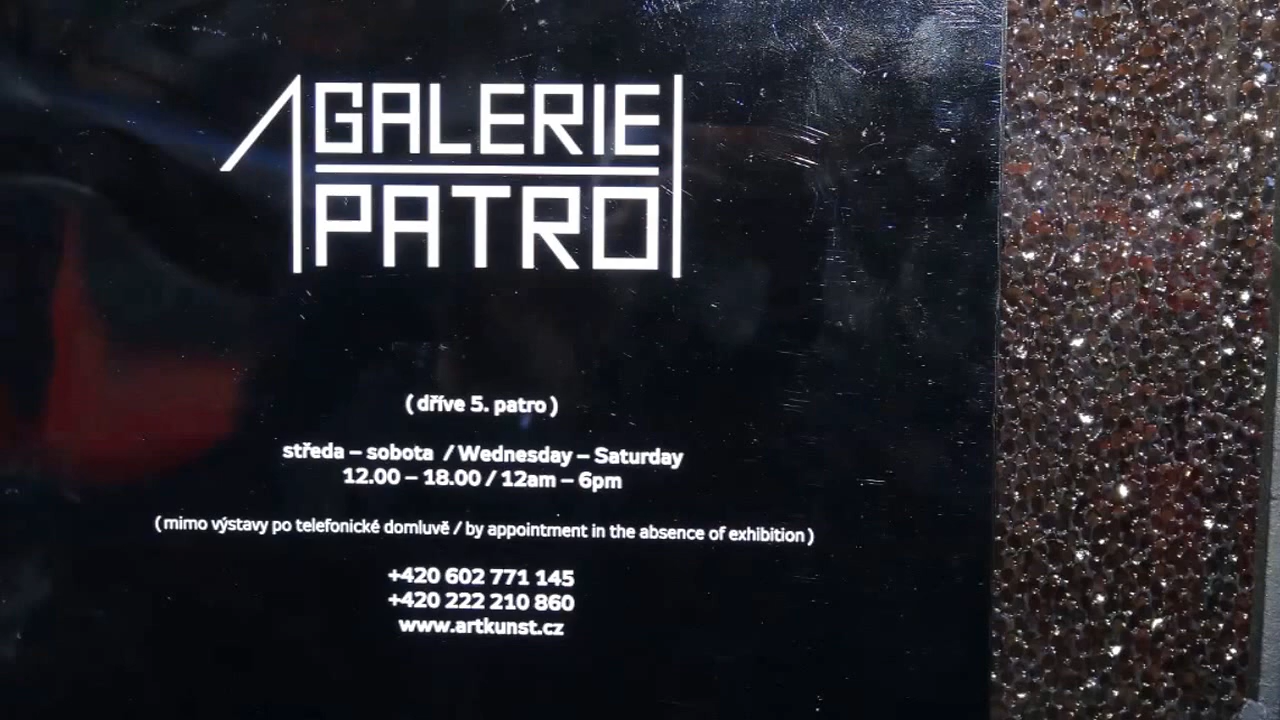 1 GALERIE
PATRO
( dříve 5. patro )
středa – sobota / Wednesday – Saturday
12.00 – 18.00 / 12am – 6pm
( mimo výstavy po telefonické domluvě / by appointment in the absence of exhibition )
+420 602 771 145
+420 222 210 860
www.artkunst.cz